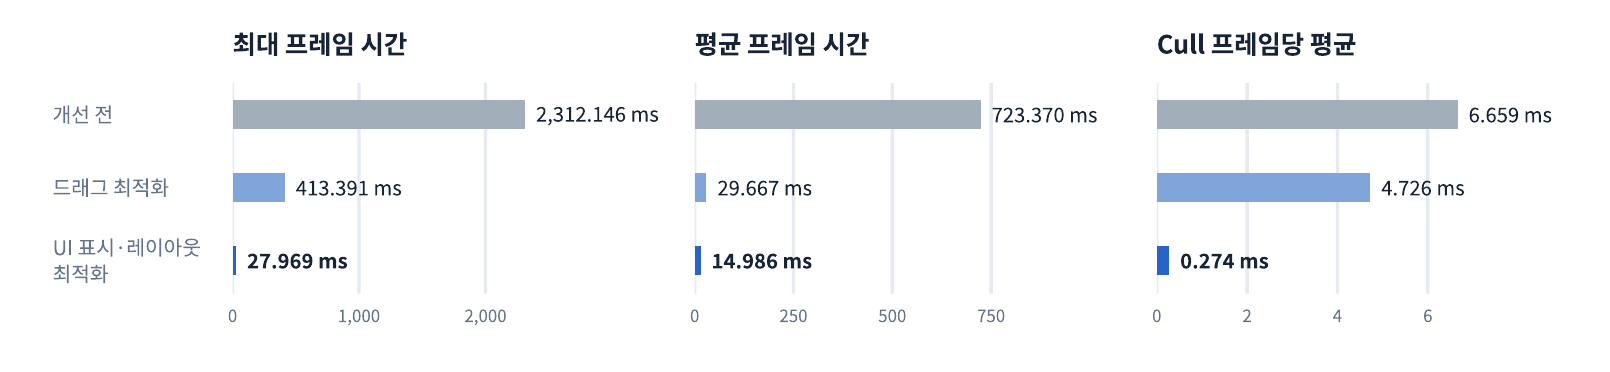 최대 프레임 시간
평균 프레임 시간
Cull 프레임당 평균
개선 전
2,312.146 ms
723.370 ms
6.659 ms
드래그 최적화
413.391 ms
29.667 ms
4.726 ms
UI 표시·레이아웃
최적화
27.969 ms
14.986 ms
0.274 ms
0 1,000 2,000
0 250 500 750
0 2 4 6